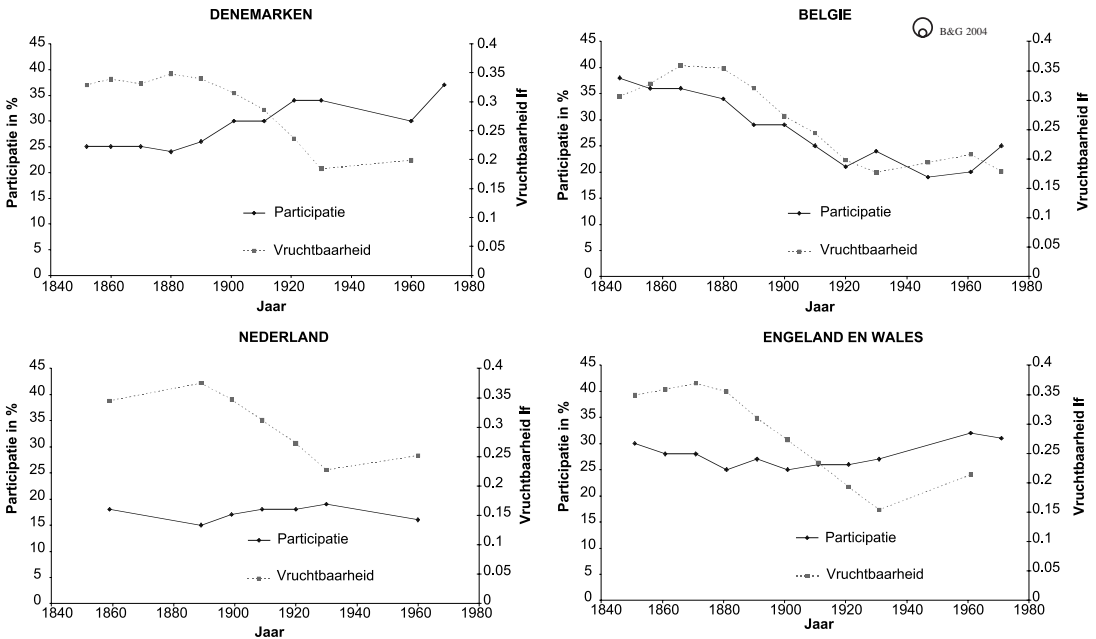 DENEMARKEN
Participatie in %
45
40
35
30
25
20
15
10
5
0
0.4
0.35
0.3
0.25
0.2
0.15
0.1
0.05
0
Vruchtbaarheid If
Participatie
Vruchtbaarheid
1840 1860 1880 1900 1920 1940 1960 1980
Jaar
BELGIE
B&G 2004
Participatie in %
45
40
35
30
25
20
15
10
5
0
0.4
0.35
0.3
0.25
0.2
0.15
0.1
0.05
0
Vruchtbaarheid If
Participatie
Vruchtbaarheid
1840 1860 1880 1900 1920 1940 1960 1980
Jaar
NEDERLAND
Participatie in %
45
40
35
30
25
20
15
10
5
0
0.4
0.35
0.3
0.25
0.2
0.15
0.1
0.05
0
Vruchtbaarheid If
Participatie
Vruchtbaarheid
1840 1860 1880 1900 1920 1940 1960 1980
Jaar
ENGELAND EN WALES
Participatie in %
45
40
35
30
25
20
15
10
5
0
0.4
0.35
0.3
0.25
0.2
0.15
0.1
0.05
0
Vruchtbaarheid If
Participatie
Vruchtbaarheid
1840 1860 1880 1900 1920 1940 1960 1980
Jaar